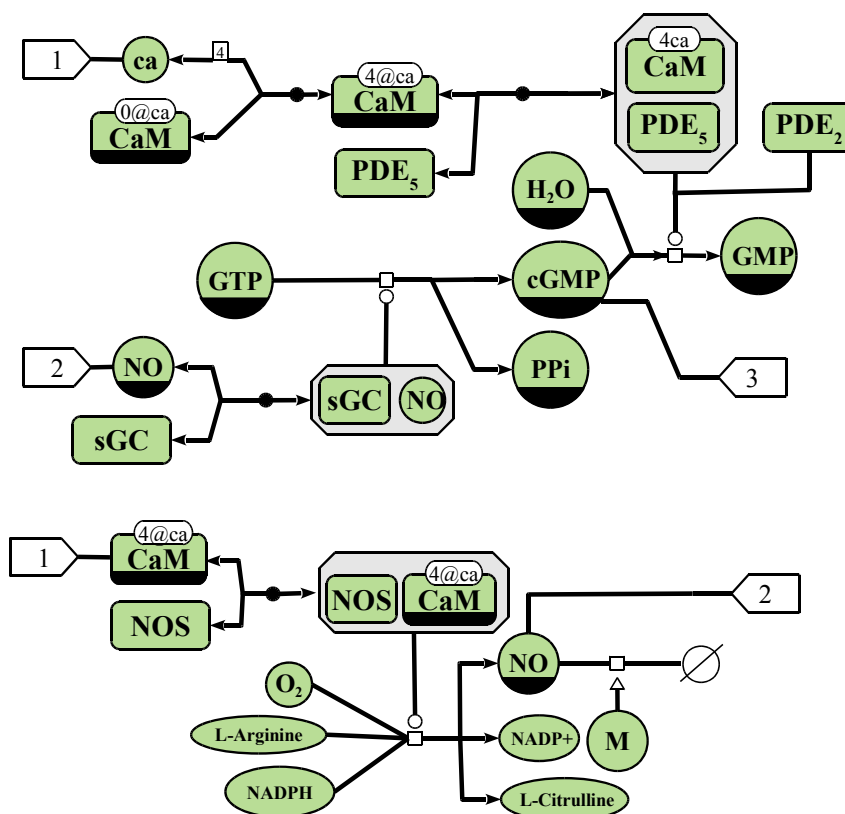 1
ca
4
0@ca
CaM
4@ca
CaM
PDE₅
4ca
CaM
PDE₅
PDE₂
H₂O
GTP
cGMP
GMP
PPi
3
2
NO
sGC
sGC
NO
1
4@ca
CaM
NOS
NOS
4@ca
CaM
2
NO
O₂
L-Arginine
NADPH
NADP+
M
L-Citrulline